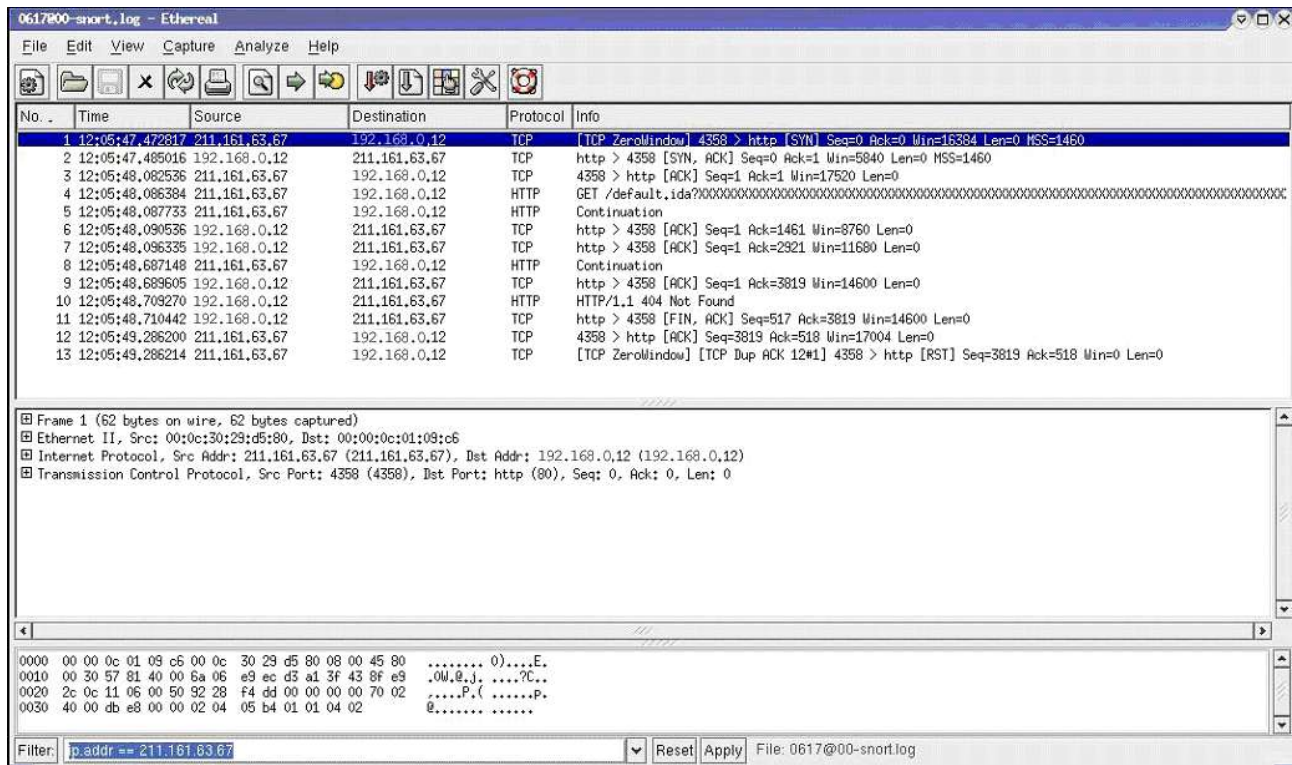 0617@00-snort.log - Ethereal
File Edit View Capture Analyze Help
No. . Time Source Destination Protocol Info
1 12:05:47.472817 211.161.63.67 192.168.0.12 TCP [TCP ZeroWindow] 4358 > http [SYN] Seq=0 Ack=0 Win=16384 Len=0 MSS=1460
2 12:05:47.485016 192.168.0.12 211.161.63.67 TCP http > 4358 [SYN, ACK] Seq=0 Ack=1 Win=5840 Len=0 MSS=1460
3 12:05:48.082536 211.161.63.67 192.168.0.12 TCP 4358 > http [ACK] Seq=1 Ack=1 Win=17520 Len=0
4 12:05:48.086384 211.161.63.67 192.168.0.12 HTTP GET /default.ida?XXXXXXXXXXXXXXXXXXXXXXXXXXXXXXXXXXXXXXXXXXXXXXXXXXXXXXXXXXXXXXXXXXXXXXXXXXXXXXXXXXXXXX
5 12:05:48.087733 211.161.63.67 192.168.0.12 HTTP Continuation
6 12:05:48.090536 192.168.0.12 211.161.63.67 TCP http > 4358 [ACK] Seq=1 Ack=1461 Win=8760 Len=0
7 12:05:48.096335 192.168.0.12 211.161.63.67 TCP http > 4358 [ACK] Seq=1 Ack=2921 Win=11680 Len=0
8 12:05:48.687148 211.161.63.67 192.168.0.12 HTTP Continuation
9 12:05:48.689605 192.168.0.12 211.161.63.67 TCP http > 4358 [ACK] Seq=1 Ack=3819 Win=14600 Len=0
10 12:05:48.709270 192.168.0.12 211.161.63.67 HTTP HTTP/1.1 404 Not Found
11 12:05:48.710442 192.168.0.12 211.161.63.67 TCP http > 4358 [FIN, ACK] Seq=517 Ack=3819 Win=14600 Len=0
12 12:05:49.286200 211.161.63.67 192.168.0.12 TCP 4358 > http [ACK] Seq=3819 Ack=518 Win=17004 Len=0
13 12:05:49.286214 211.161.63.67 192.168.0.12 TCP [TCP ZeroWindow] [TCP Dup ACK 12#1] 4358 > http [RST] Seq=3819 Ack=518 Win=0 Len=0
Frame 1 (62 bytes on wire, 62 bytes captured)
Ethernet II, Src: 00:0c:30:29:d5:80, Dst: 00:00:0c:01:09:c6
Internet Protocol, Src Addr: 211.161.63.67 (211.161.63.67), Dst Addr: 192.168.0.12 (192.168.0.12)
Transmission Control Protocol, Src Port: 4358 (4358), Dst Port: http (80), Seq: 0, Ack: 0, Len: 0
0000 00 00 0c 01 09 c6 00 0c 30 29 d5 80 08 00 45 80 ........ 0)....E.
0010 00 30 57 81 40 00 6a 06 e9 ec d3 a1 3f 43 8f e9 .0W.@.j. ....?C..
0020 2c 0c 11 06 00 50 92 28 f4 dd 00 00 00 00 70 02 ,....P.( ......p.
0030 40 00 db e8 00 00 02 04 05 b4 01 01 04 02 @....... ......
Filter: ip.addr == 211.161.63.67 Reset Apply File: 0617@00-snort.log